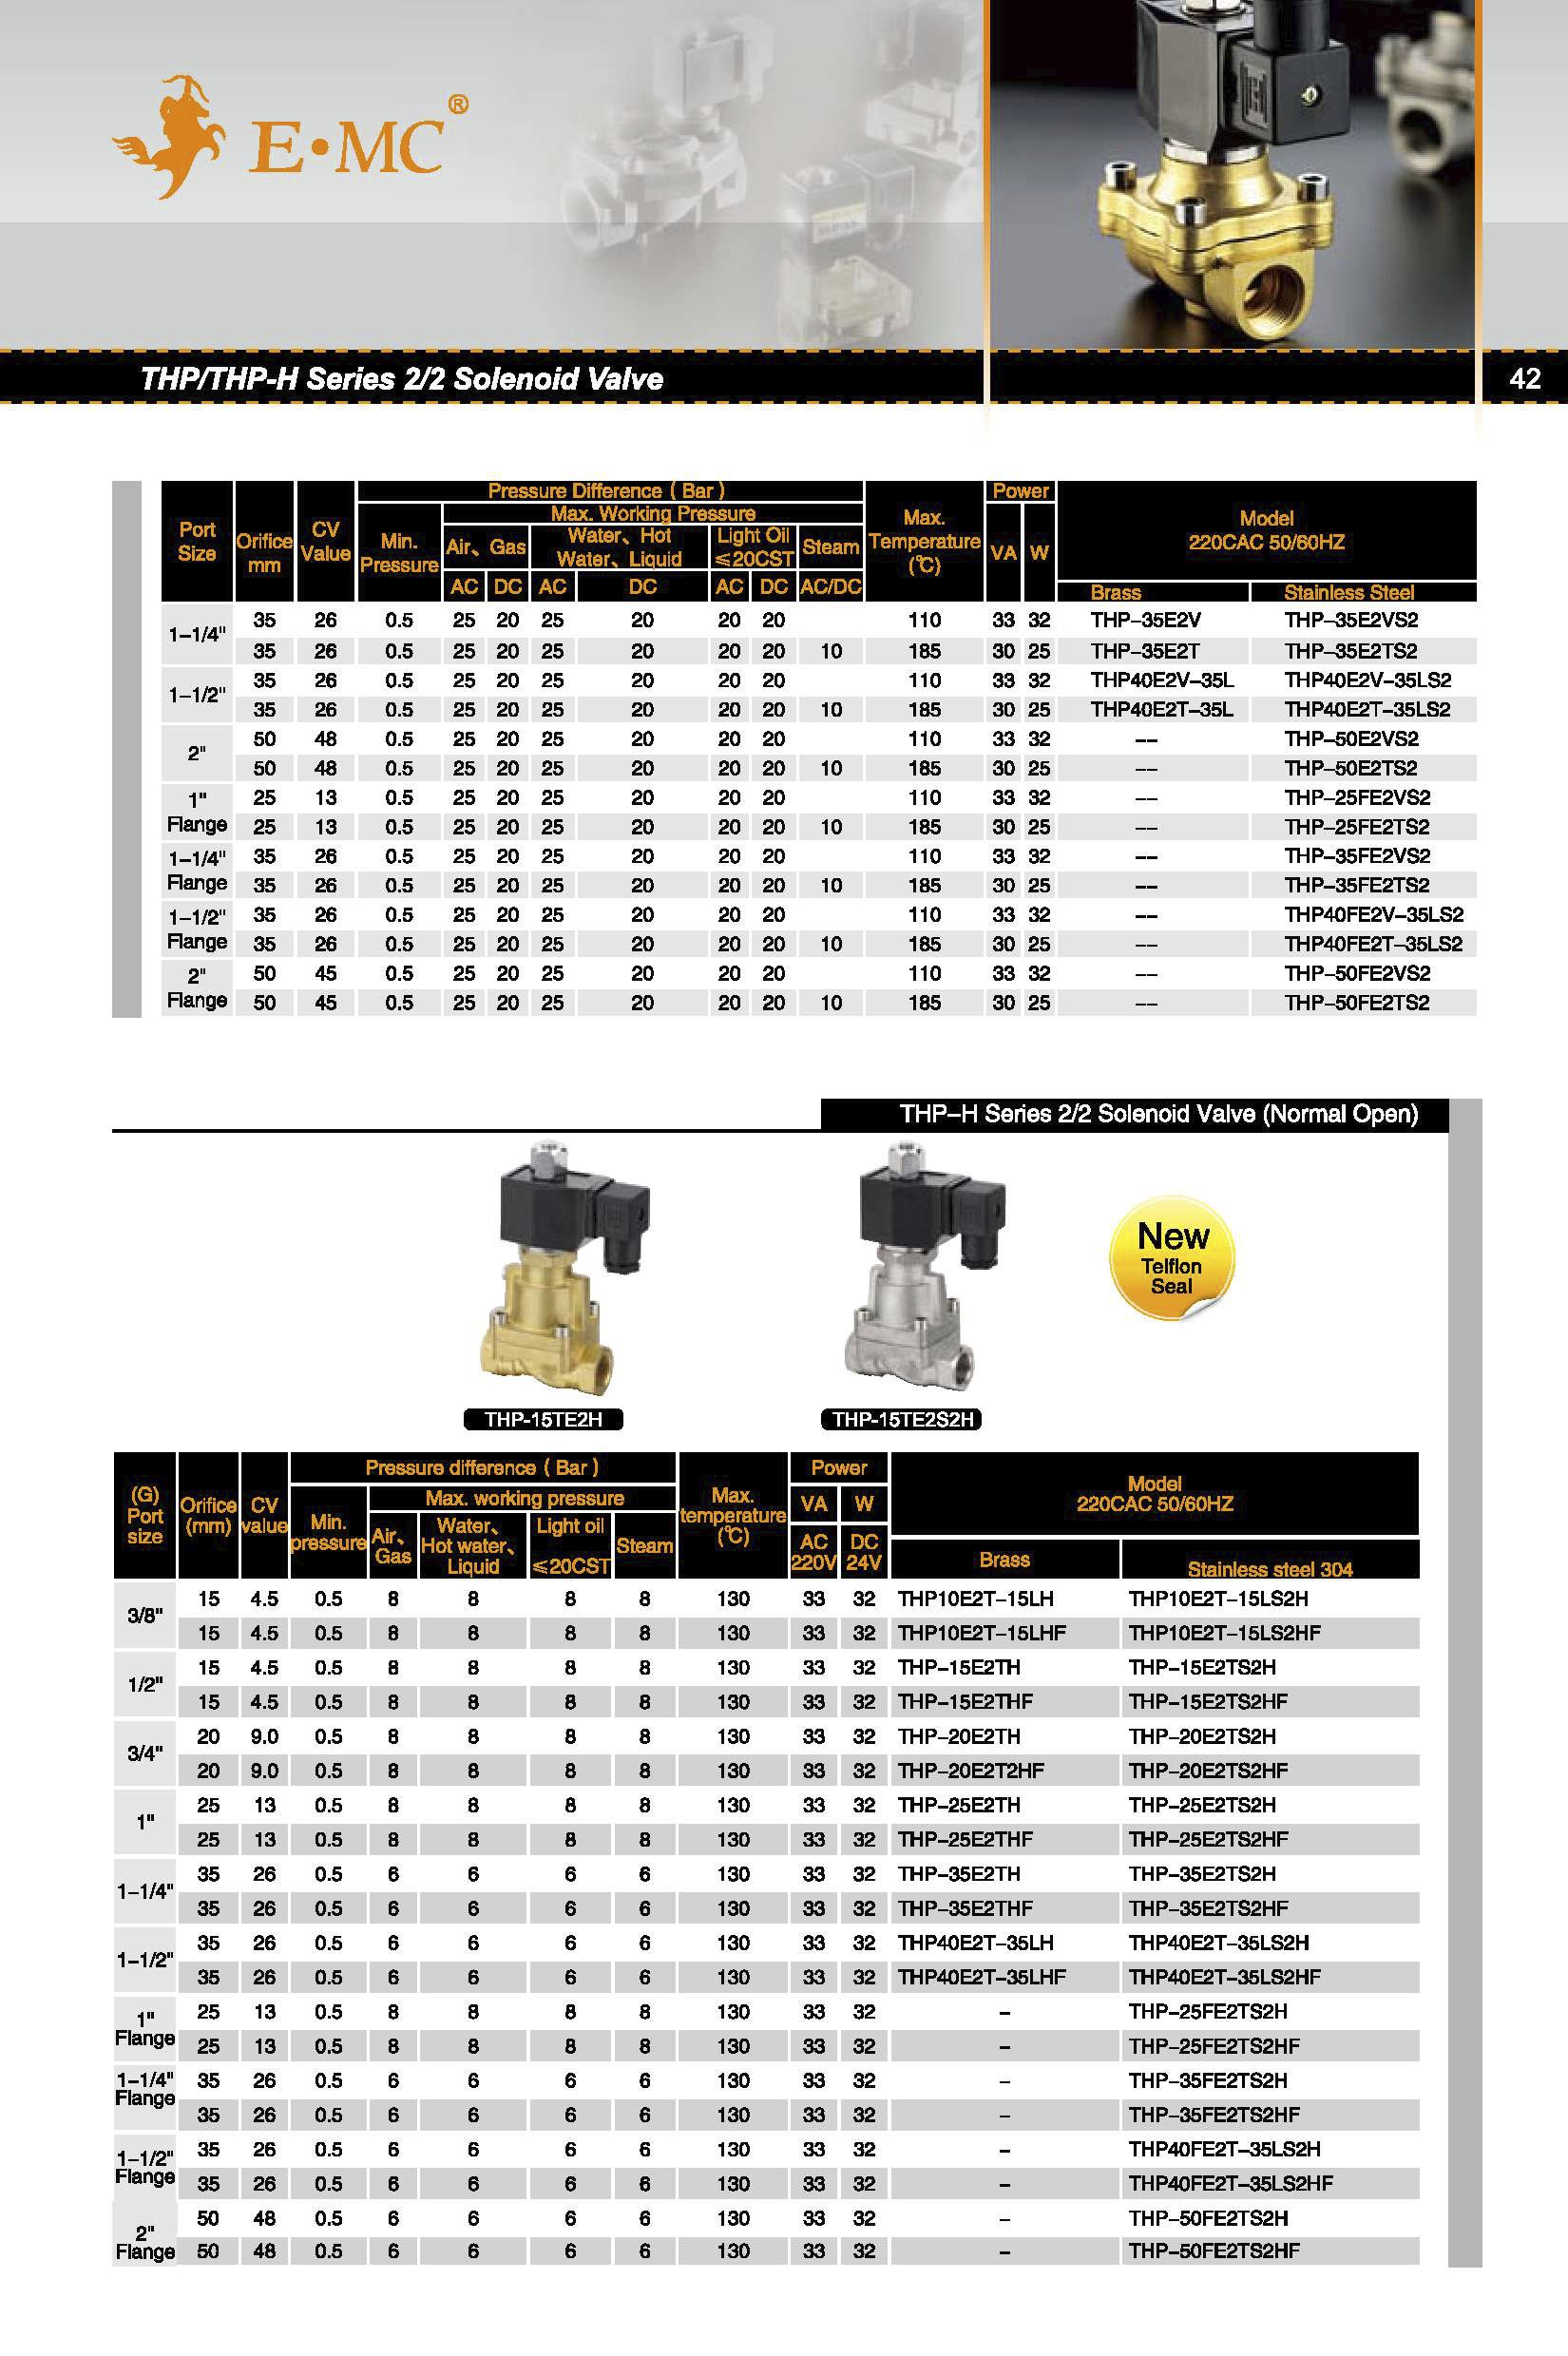 E·MC®
THP/THP-H Series 2/2 Solenoid Valve
42
Port Size Orifice mm CV Value Pressure Difference ( Bar ) Max. Temperature (℃) Power Model 220CAC 50/60HZ
Min. Pressure Max. Working Pressure VA W
Air、Gas Water、Hot Water、Liquid Light Oil ≤20CST Steam
AC DC AC DC AC DC AC/DC Brass Stainless Steel
1-1/4" 35 26 0.5 25 20 25 20 20 20 110 33 32 THP-35E2V THP-35E2VS2
35 26 0.5 25 20 25 20 20 20 10 185 30 25 THP-35E2T THP-35E2TS2
1-1/2" 35 26 0.5 25 20 25 20 20 20 110 33 32 THP40E2V-35L THP40E2V-35LS2
35 26 0.5 25 20 25 20 20 20 10 185 30 25 THP40E2T-35L THP40E2T-35LS2
2" 50 48 0.5 25 20 25 20 20 20 110 33 32 -- THP-50E2VS2
50 48 0.5 25 20 25 20 20 20 10 185 30 25 -- THP-50E2TS2
1" Flange 25 13 0.5 25 20 25 20 20 20 110 33 32 -- THP-25FE2VS2
25 13 0.5 25 20 25 20 20 20 10 185 30 25 -- THP-25FE2TS2
1-1/4" Flange 35 26 0.5 25 20 25 20 20 20 110 33 32 -- THP-35FE2VS2
35 26 0.5 25 20 25 20 20 20 10 185 30 25 -- THP-35FE2TS2
1-1/2" Flange 35 26 0.5 25 20 25 20 20 20 110 33 32 -- THP40FE2V-35LS2
35 26 0.5 25 20 25 20 20 20 10 185 30 25 -- THP40FE2T-35LS2
2" Flange 50 45 0.5 25 20 25 20 20 20 110 33 32 -- THP-50FE2VS2
50 45 0.5 25 20 25 20 20 20 10 185 30 25 -- THP-50FE2TS2
THP-H Series 2/2 Solenoid Valve (Normal Open)
New
Telflon
Seal
THP-15TE2H
THP-15TE2S2H
(G) Port size Orifice (mm) CV value Pressure difference ( Bar ) Max. temperature (℃) Power Model 220CAC 50/60HZ
Min. pressure Max. working pressure VA W
Air、Gas Water、Hot water、Liquid Light oil ≤20CST Steam AC 220V DC 24V Brass Stainless steel 304
3/8" 15 4.5 0.5 8 8 8 8 130 33 32 THP10E2T-15LH THP10E2T-15LS2H
15 4.5 0.5 8 8 8 8 130 33 32 THP10E2T-15LHF THP10E2T-15LS2HF
1/2" 15 4.5 0.5 8 8 8 8 130 33 32 THP-15E2TH THP-15E2TS2H
15 4.5 0.5 8 8 8 8 130 33 32 THP-15E2THF THP-15E2TS2HF
3/4" 20 9.0 0.5 8 8 8 8 130 33 32 THP-20E2TH THP-20E2TS2H
20 9.0 0.5 8 8 8 8 130 33 32 THP-20E2T2HF THP-20E2TS2HF
1" 25 13 0.5 8 8 8 8 130 33 32 THP-25E2TH THP-25E2TS2H
25 13 0.5 8 8 8 8 130 33 32 THP-25E2THF THP-25E2TS2HF
1-1/4" 35 26 0.5 6 6 6 6 130 33 32 THP-35E2TH THP-35E2TS2H
35 26 0.5 6 6 6 6 130 33 32 THP-35E2THF THP-35E2TS2HF
1-1/2" 35 26 0.5 6 6 6 6 130 33 32 THP40E2T-35LH THP40E2T-35LS2H
35 26 0.5 6 6 6 6 130 33 32 THP40E2T-35LHF THP40E2T-35LS2HF
1" Flange 25 13 0.5 8 8 8 8 130 33 32 - THP-25FE2TS2H
25 13 0.5 8 8 8 8 130 33 32 - THP-25FE2TS2HF
1-1/4" Flange 35 26 0.5 6 6 6 6 130 33 32 - THP-35FE2TS2H
35 26 0.5 6 6 6 6 130 33 32 - THP-35FE2TS2HF
1-1/2" Flange 35 26 0.5 6 6 6 6 130 33 32 - THP40FE2T-35LS2H
35 26 0.5 6 6 6 6 130 33 32 - THP40FE2T-35LS2HF
2" Flange 50 48 0.5 6 6 6 6 130 33 32 - THP-50FE2TS2H
50 48 0.5 6 6 6 6 130 33 32 - THP-50FE2TS2HF